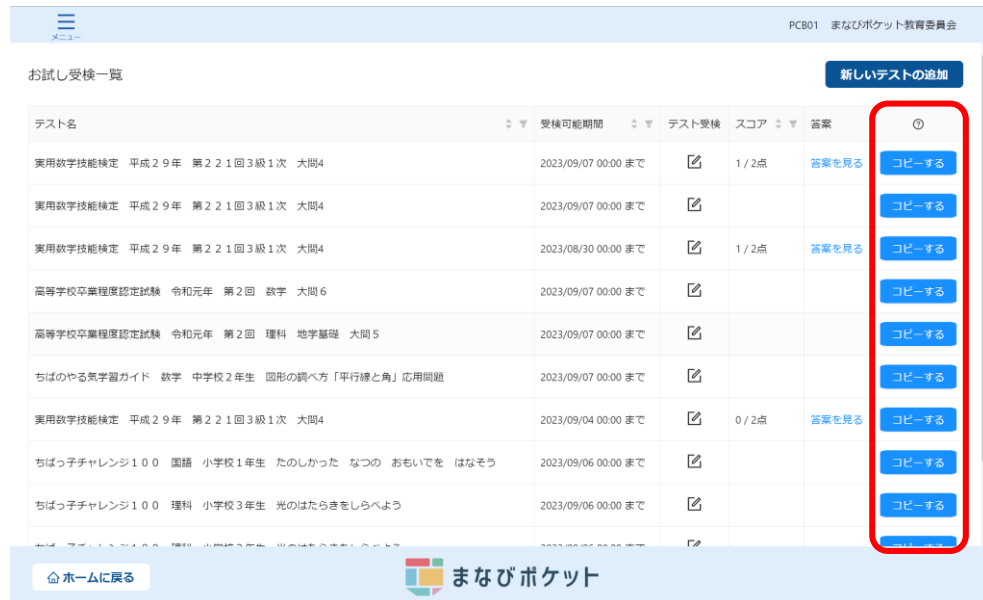 メニュー
PCB01 まなびポケット教育委員会
お試し受検一覧
新しいテストの追加
テスト名 受検可能期間 テスト受検 スコア 答案
実用数学技能検定 平成２９年 第２２１回３級１次 大問4 2023/09/07 00:00 まで 1 / 2点 答案を見る コピーする
実用数学技能検定 平成２９年 第２２１回３級１次 大問4 2023/09/07 00:00 まで コピーする
実用数学技能検定 平成２９年 第２２１回３級１次 大問4 2023/08/30 00:00 まで 1 / 2点 答案を見る コピーする
高等学校卒業程度認定試験 令和元年 第２回 数学 大問６ 2023/09/07 00:00 まで コピーする
高等学校卒業程度認定試験 令和元年 第２回 理科 地学基礎 大問５ 2023/09/07 00:00 まで コピーする
ちばのやる気学習ガイド 数学 中学校２年生 図形の調べ方「平行線と角」応用問題 2023/09/07 00:00 まで コピーする
実用数学技能検定 平成２９年 第２２１回３級１次 大問4 2023/09/04 00:00 まで 0 / 2点 答案を見る コピーする
ちばっ子チャレンジ１００ 国語 小学校１年生 たのしかった なつの おもいでを はなそう 2023/09/06 00:00 まで コピーする
ちばっ子チャレンジ１００ 理科 小学校３年生 光のはたらきをしらべよう 2023/09/06 00:00 まで コピーする
ホームに戻る
まなびポケット